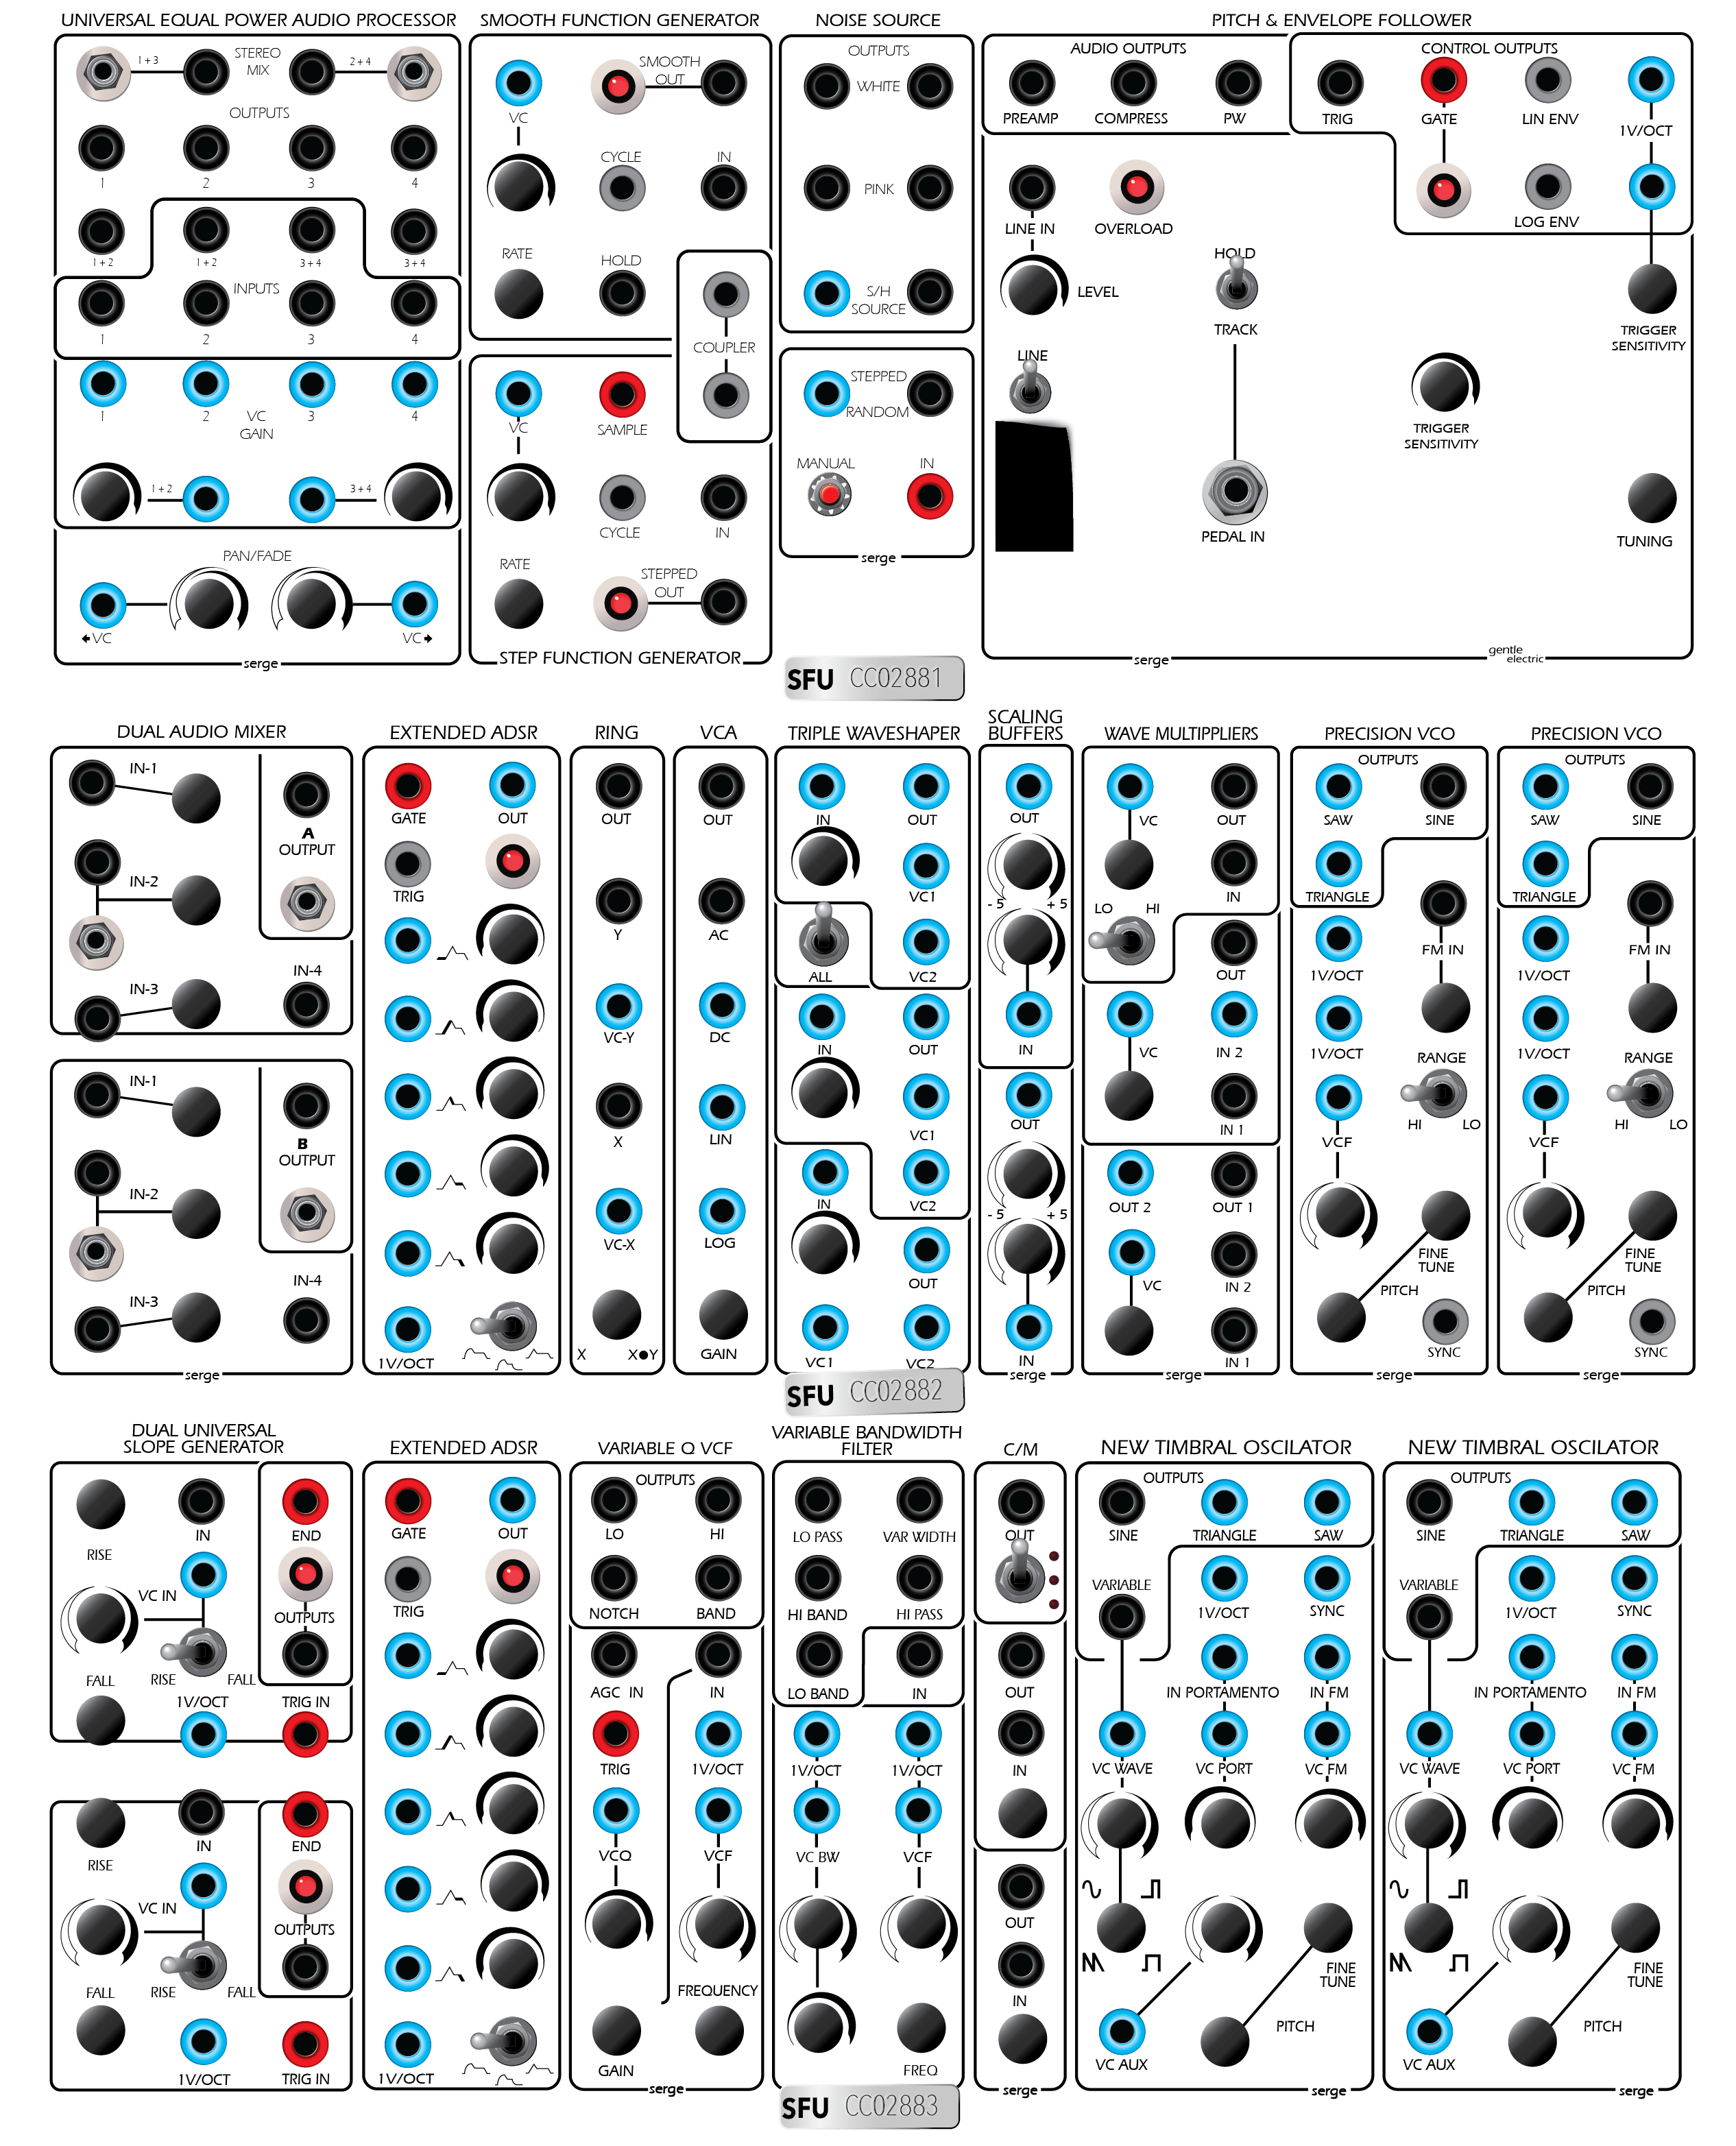 UNIVERSAL EQUAL POWER AUDIO PROCESSOR
1 + 3
STEREO
MIX
2 + 4
OUTPUTS
1 2 3 4
1 + 2 1 + 2 3 + 4 3 + 4
INPUTS
1 2 3 4
1 2 VC 3 4
GAIN
1 + 2 3 + 4
PAN/FADE
VC VC
serge
SMOOTH FUNCTION GENERATOR
SMOOTH
OUT
VC
CYCLE IN
RATE HOLD
COUPLER
VC SAMPLE
CYCLE IN
RATE
STEPPED
OUT
STEP FUNCTION GENERATOR
NOISE SOURCE
OUTPUTS
WHITE
PINK
S/H
SOURCE
STEPPED
RANDOM
MANUAL IN
serge
PITCH & ENVELOPE FOLLOWER
AUDIO OUTPUTS
PREAMP COMPRESS PW
CONTROL OUTPUTS
TRIG GATE LIN ENV 1V/OCT
LOG ENV
LINE IN OVERLOAD
LEVEL
HOLD
TRACK
TRIGGER
SENSITIVITY
LINE
TRIGGER
SENSITIVITY
PEDAL IN
TUNING
serge
gentle
electric
SFU CC02881
DUAL AUDIO MIXER
IN-1
A
OUTPUT
IN-2
IN-3
IN-4
IN-1
B
OUTPUT
IN-2
IN-4
IN-3
serge
EXTENDED ADSR
GATE OUT
TRIG
1V/OCT
RING
OUT
Y
VC-Y
X
VC-X
X X●Y
VCA
OUT
AC
DC
LIN
LOG
GAIN
TRIPLE WAVESHAPER
IN OUT
VC1
ALL VC2
IN OUT
VC1
IN VC2
OUT
VC1 VC2
SCALING
BUFFERS
OUT
- 5 + 5
IN
OUT
- 5 + 5
IN
serge
WAVE MULTIPPLIERS
VC OUT
LO HI IN
OUT
VC IN 2
IN 1
OUT 2 OUT 1
VC IN 2
IN 1
serge
PRECISION VCO
OUTPUTS
SAW SINE
TRIANGLE
1V/OCT FM IN
1V/OCT
RANGE
HI LO
VCF
FINE
TUNE
PITCH
SYNC
serge
PRECISION VCO
OUTPUTS
SAW SINE
TRIANGLE
1V/OCT FM IN
1V/OCT
RANGE
HI LO
VCF
FINE
TUNE
PITCH
SYNC
serge
SFU CC02882
DUAL UNIVERSAL
SLOPE GENERATOR
IN END
RISE
VC IN
OUTPUTS
FALL RISE FALL
1V/OCT TRIG IN
IN END
RISE
VC IN
OUTPUTS
FALL RISE FALL
1V/OCT TRIG IN
EXTENDED ADSR
GATE OUT
TRIG
1V/OCT
VARIABLE Q VCF
OUTPUTS
LO HI
NOTCH BAND
AGC IN IN
TRIG 1V/OCT
VCQ VCF
FREQUENCY
GAIN
serge
VARIABLE BANDWIDTH
FILTER
LO PASS VAR WIDTH
HI BAND HI PASS
LO BAND IN
1V/OCT 1V/OCT
VC BW VCF
FREQ
C/M
OUT
OUT
IN
OUT
IN
serge
NEW TIMBRAL OSCILATOR
OUTPUTS
SINE TRIANGLE SAW
VARIABLE
1V/OCT SYNC
IN PORTAMENTO IN FM
VC WAVE VC PORT VC FM
FINE
TUNE
PITCH
VC AUX
serge
NEW TIMBRAL OSCILATOR
OUTPUTS
SINE TRIANGLE SAW
VARIABLE
1V/OCT SYNC
IN PORTAMENTO IN FM
VC WAVE VC PORT VC FM
FINE
TUNE
PITCH
VC AUX
serge
SFU CC02883